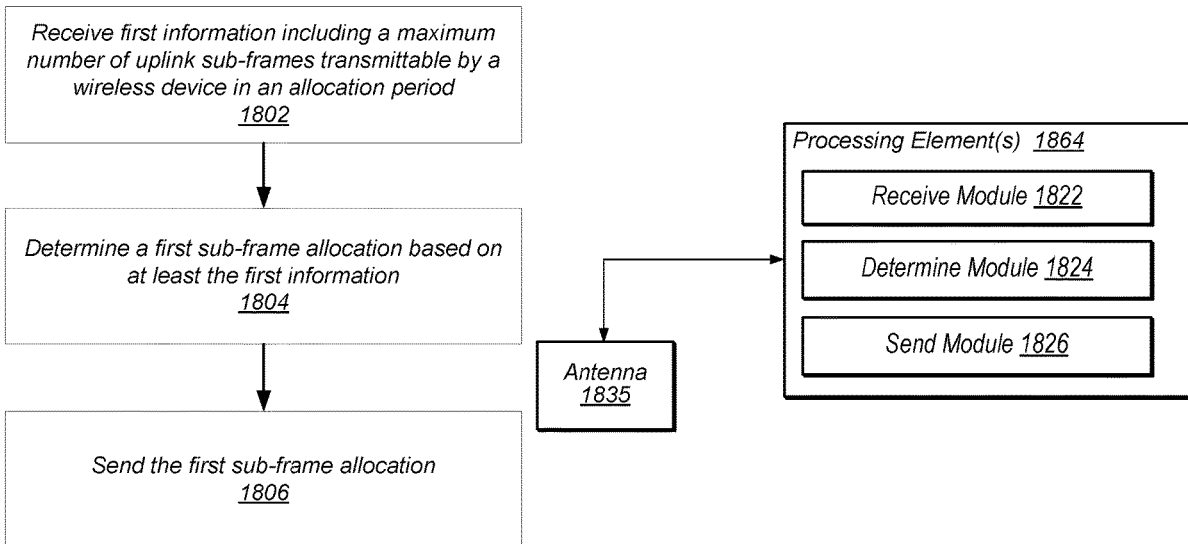 Receive first information including a maximum
number of uplink sub-frames transmittable by a
wireless device in an allocation period
1802
Determine a first sub-frame allocation based on
at least the first information
1804
Send the first sub-frame allocation
1806
Antenna
1835
Processing Element(s) 1864
Receive Module 1822
Determine Module 1824
Send Module 1826